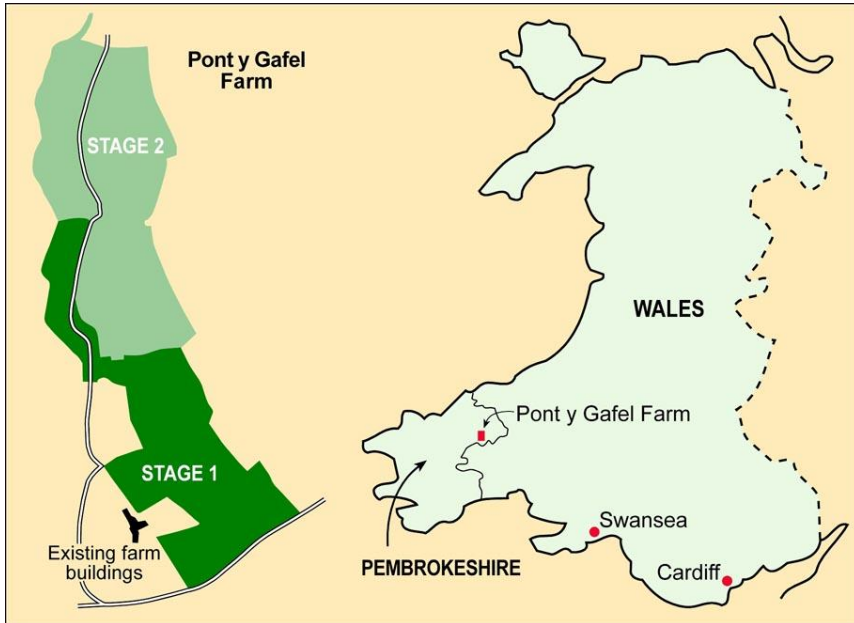 Pont y Gafel
Farm
STAGE 2
STAGE 1
Existing farm
buildings
WALES
Pont y Gafel Farm
PEMBROKESHIRE
Swansea
Cardiff